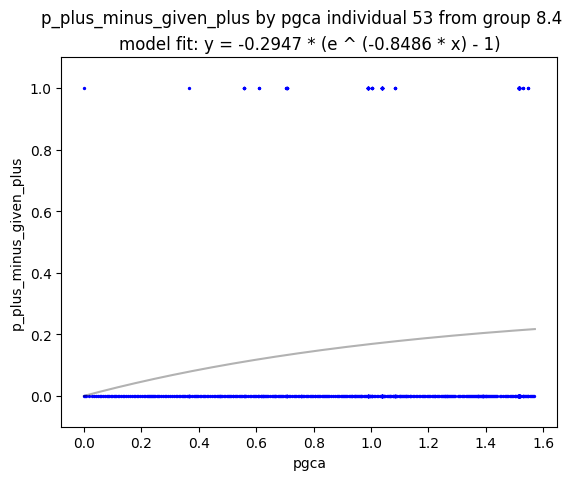 p_plus_minus_given_plus by pgca individual 53 from group 8.4
model fit: y = -0.2947 * (e ^ (-0.8486 * x) - 1)
p_plus_minus_given_plus
1.0
0.8
0.6
0.4
0.2
0.0
0.0 0.2 0.4 0.6 0.8 1.0 1.2 1.4 1.6
pgca